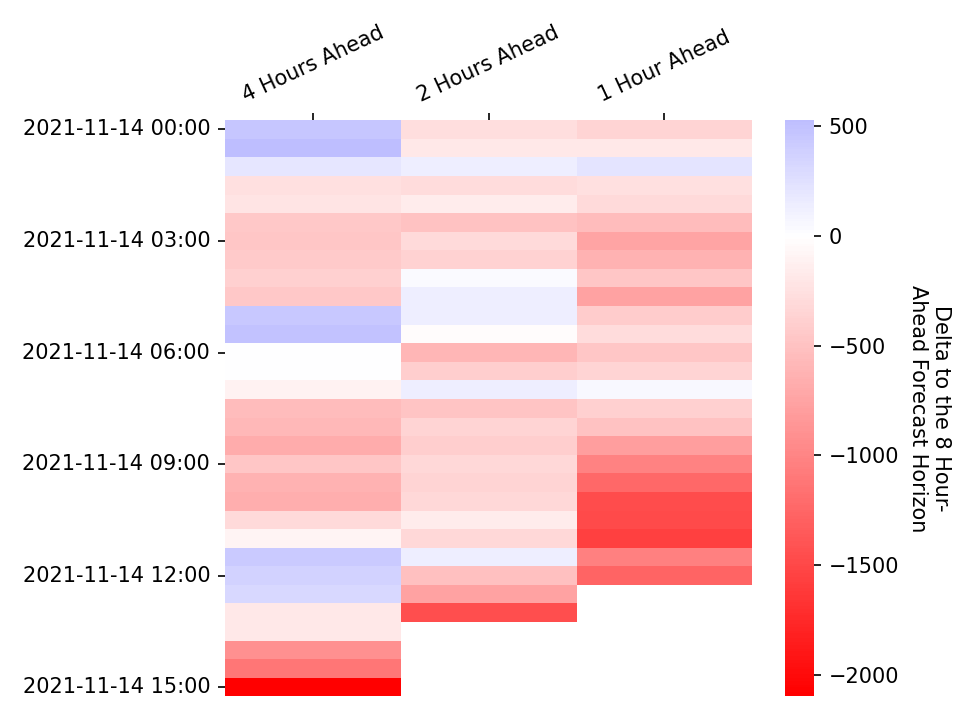 4 Hours Ahead
2 Hours Ahead
1 Hour Ahead
2021-11-14 00:00
2021-11-14 03:00
2021-11-14 06:00
2021-11-14 09:00
2021-11-14 12:00
2021-11-14 15:00
500
0
−500
−1000
−1500
−2000
Delta to the 8 Hour-
Ahead Forecast Horizon